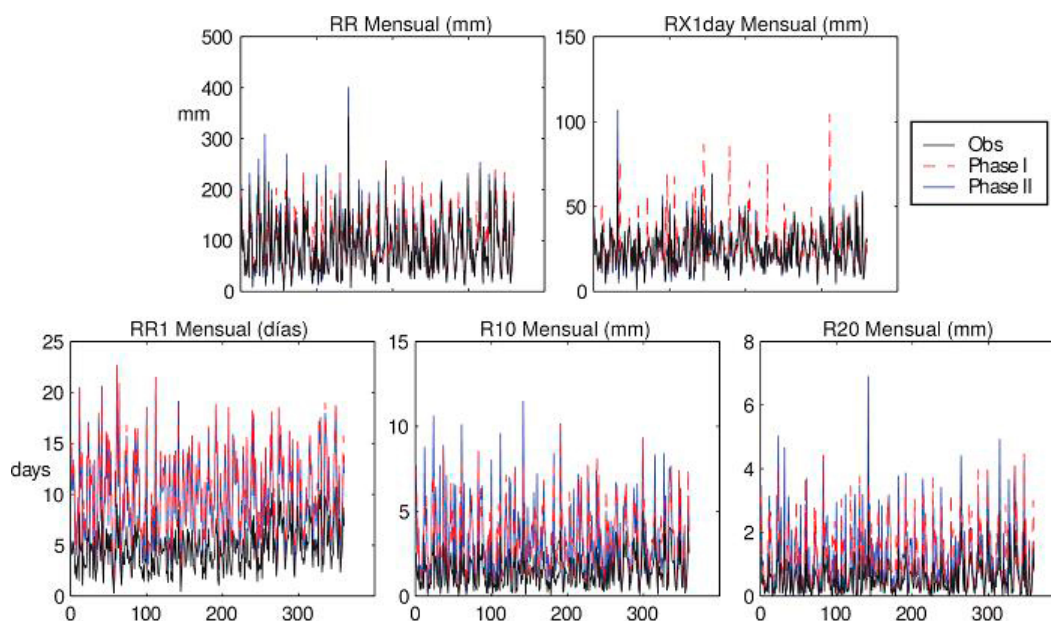 RR Mensual (mm)
RX1day Mensual (mm)
500
400
300
200
100
0
mm
150
100
50
0
Obs
Phase I
Phase II
RR1 Mensual (días)
R10 Mensual (mm)
R20 Mensual (mm)
25
20
15
10
5
0
days
0 100 200 300
15
10
5
0
0 100 200 300
8
6
4
2
0
0 100 200 300